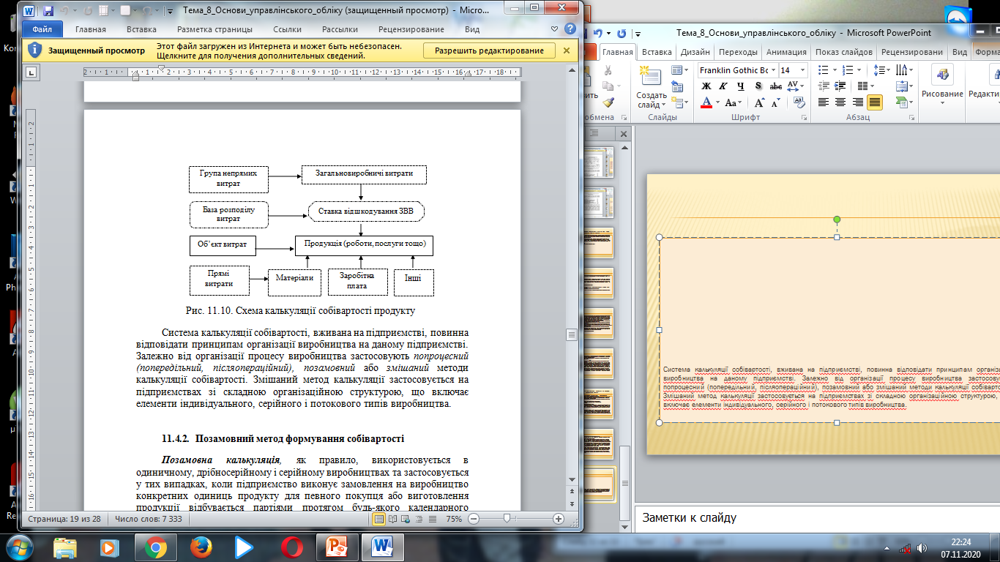 Тема_8_Основи_управлінського_обліку (защищенный просмотр) - Micro...
Файл Главная Вставка Разметка страницы Ссылки Рассылки Рецензирование Вид
Защищенный просмотр
Этот файл загружен из Интернета и может быть небезопасен.
Щелкните для получения дополнительных сведений.
Разрешить редактирование
Група непрямих
витрат
Загальновиробничі витрати
База розподілу
витрат
Ставка відшкодування ЗВВ
Об’єкт витрат
Продукція (роботи, послуги тощо)
Прямі
витрати
Матеріали
Заробітна
плата
Інші
Рис. 11.10. Схема калькуляції собівартості продукту
Система калькуляції собівартості, вживана на підприємстві, повинна
відповідати принципам організації виробництва на даному підприємстві.
Залежно від організації процесу виробництва застосовують попроцесний
(попередільний, післяопераційний), позамовний або змішаний методи
калькуляції собівартості. Змішаний метод калькуляції застосовується на
підприємствах зі складною організаційною структурою, що включає
елементи індивідуального, серійного і потокового типів виробництва.
11.4.2. Позамовний метод формування собівартості
Позамовна калькуляція, як правило, використовується в
одиничному, дрібносерійному і серійному виробництвах та застосовується
у тих випадках, коли підприємство виконує замовлення на виробництво
конкретних одиниць продукту для певного покупця або виготовлення
продукції відбувається партіями протягом будь-якого календарного
Страница: 19 из 28 Число слов: 7 333 75%
Тема_8_Основи_управлінського_обліку - Microsoft PowerPoint
Главная Вставка Дизайн Переходы Анимация Показ слайдов Рецензировани Вид Форма
Franklin Gothic Bc 14
Создать
слайд
Ж К Ч S abc AV
А Aa А А
Рисование
Редакти
обмена Слайды Шрифт Абзац
Система калькуляції собівартості, вживана на підприємстві, повинна відповідати принципам організа
виробництва на даному підприємстві. Залежно від організації процесу виробництва застосовую
попроцесний (попередільний, післяопераційний), позамовний або змішаний методи калькуляції собівартос
Змішаний метод калькуляції застосовується на підприємствах зі складною організаційною структурою,
включає елементи індивідуального, серійного і потокового типів виробництва.
Заметки к слайду
22:24
07.11.2020